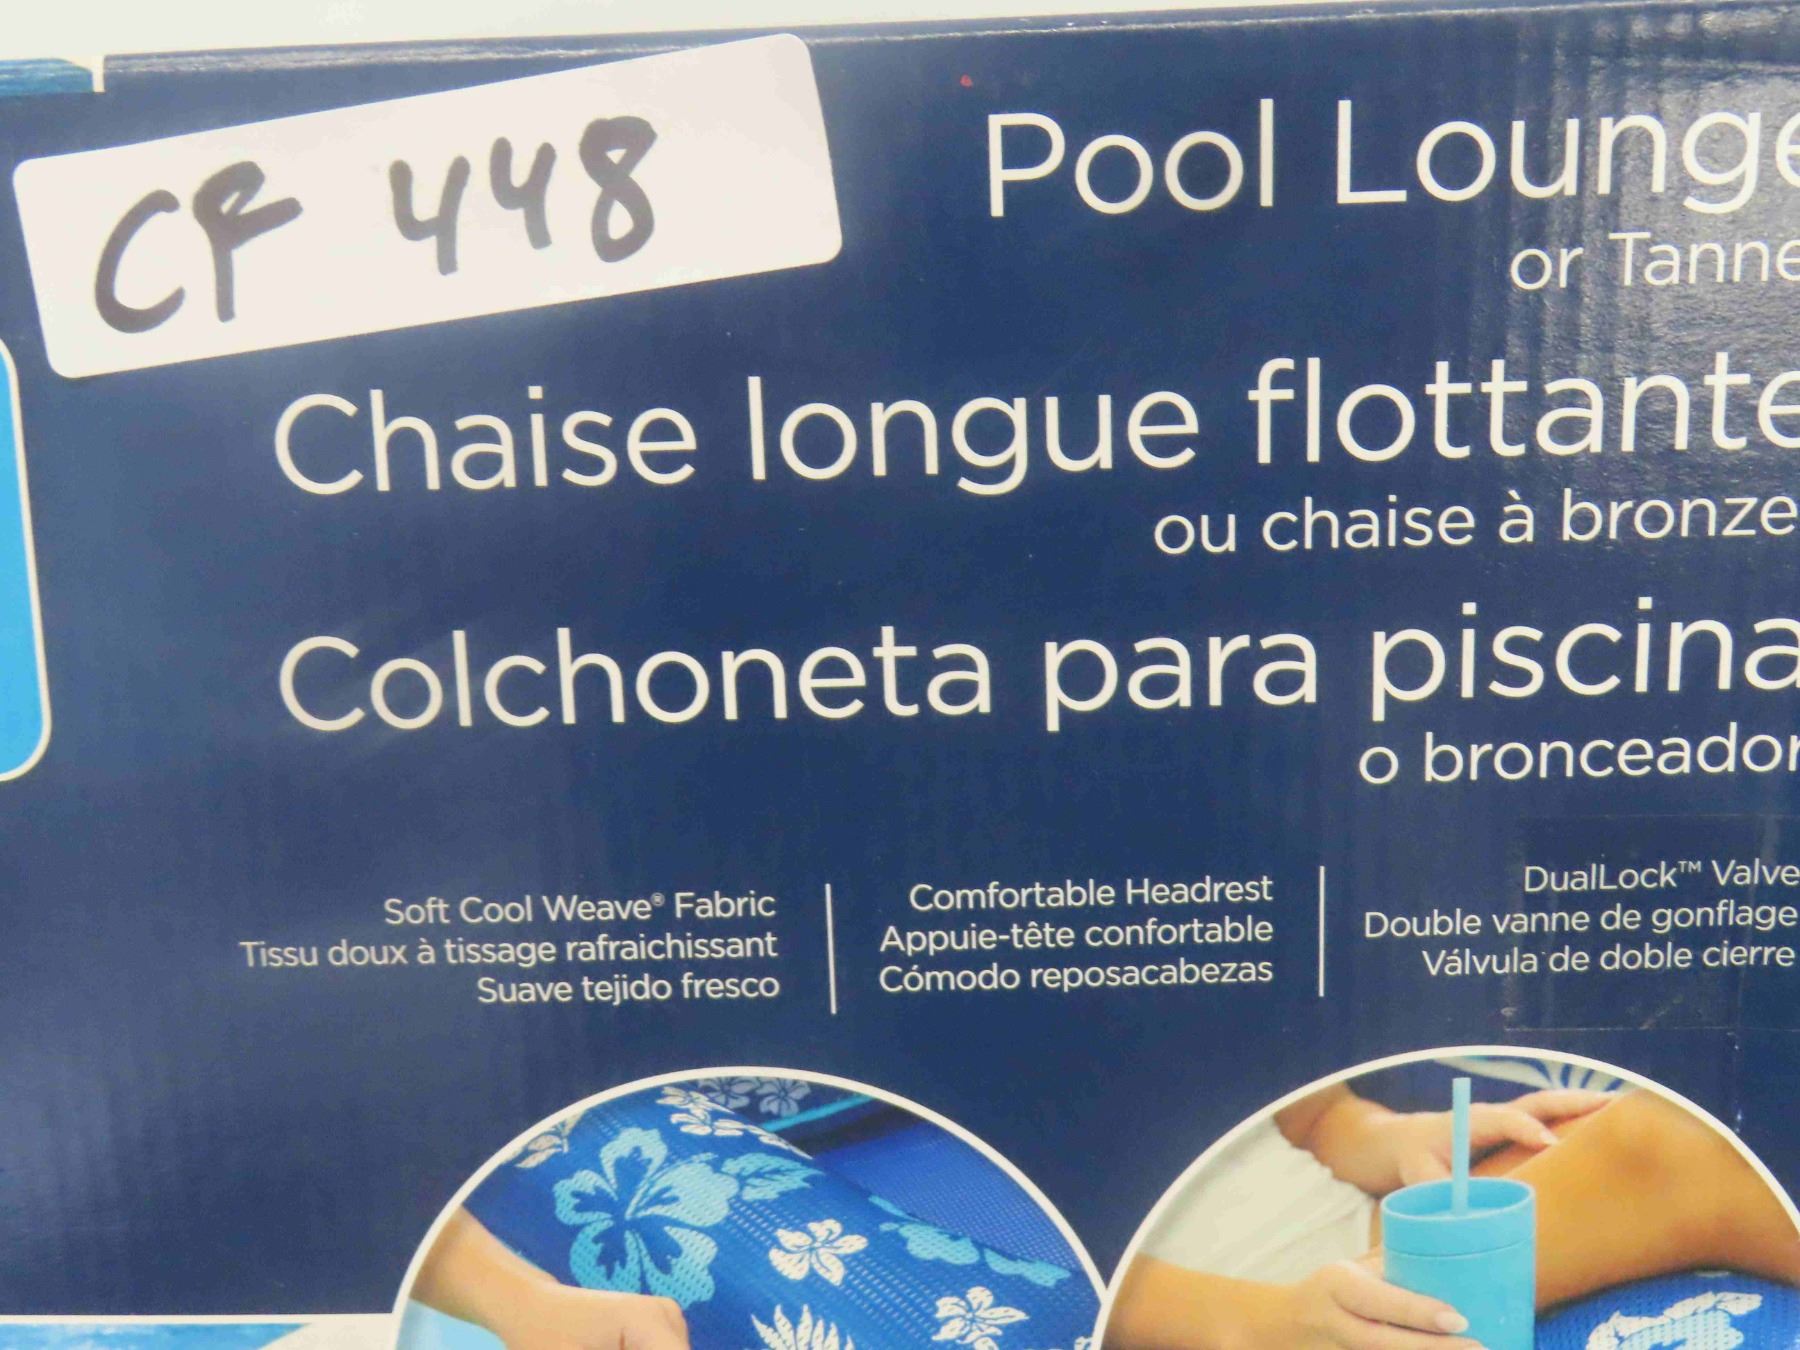 CF 448
Pool Lounge
or Tanne
Chaise longue flottante
ou chaise à bronze
Colchoneta para piscina
o bronceador
Soft Cool Weave® Fabric
Tissu doux à tissage rafraichissant
Suave tejido fresco
Comfortable Headrest
Appuie-tête confortable
Cómodo reposacabezas
DualLock™ Valve
Double vanne de gonflage
Válvula de doble cierre